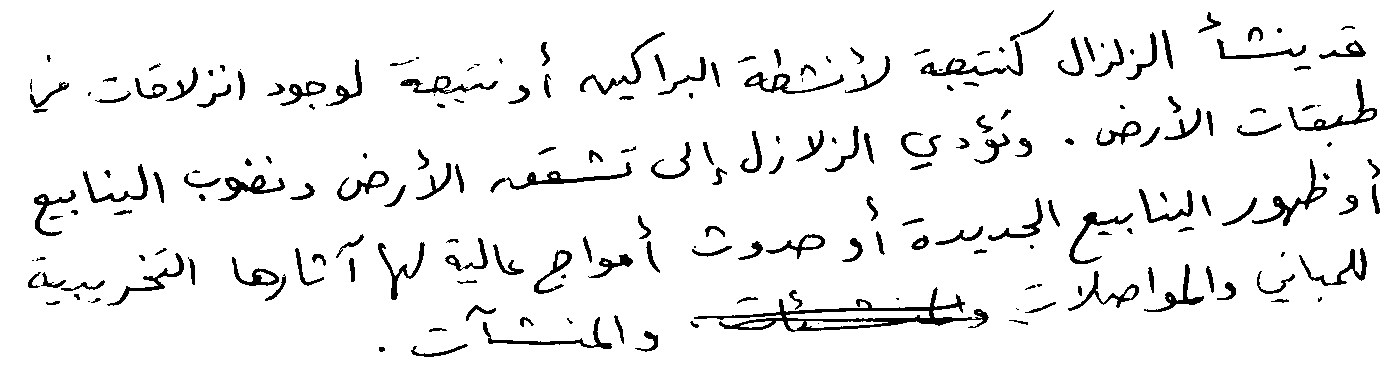 قد ينشأ الزلزال كنتيجة لأنشطة البراكين أو نتيجة لوجود انزلاقات في
طبقات الأرض . وتؤدي الزلازل إلى تشقق الأرض ونضوب الينابيع
أو ظهور الينابيع الجديدة أو حدوث أمواج عالية لها آثارها التخريبية
للمباني والمواصلات والمنشآت .